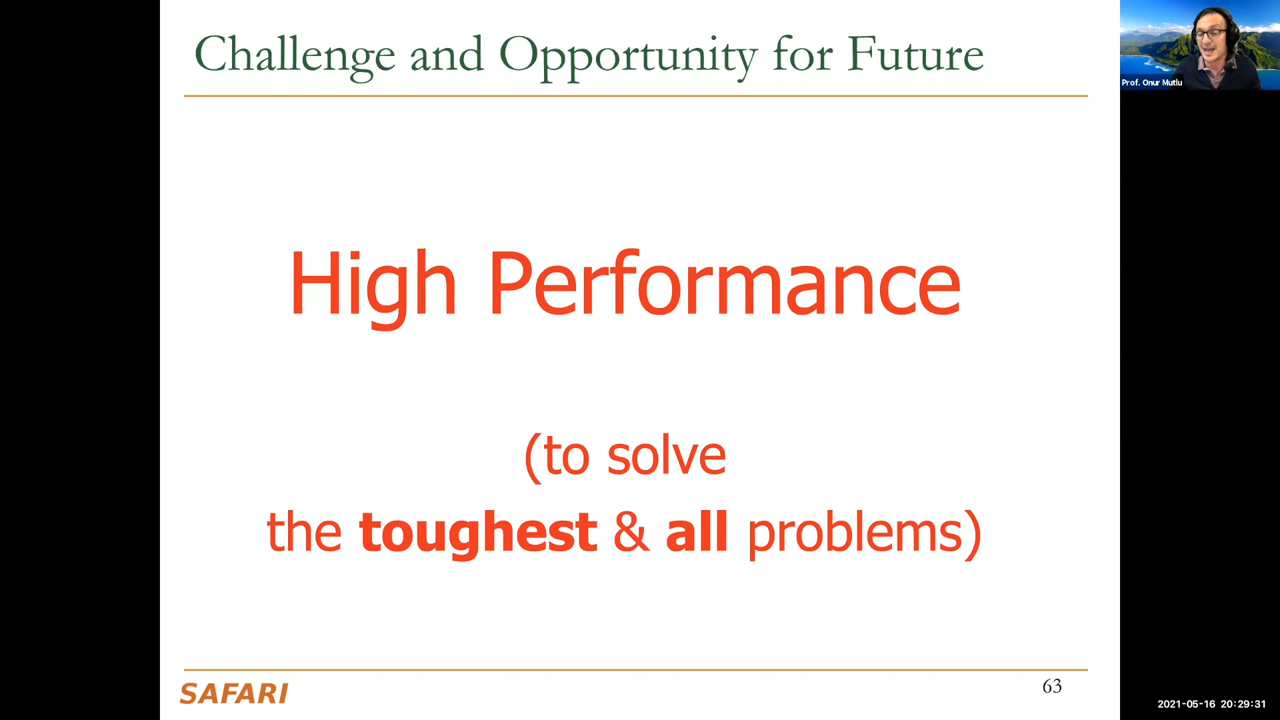 Challenge and Opportunity for Future
Prof. Onur Mutlu
High Performance
(to solve
the toughest & all problems)
SAFARI
63
2021-05-16 20:29:31